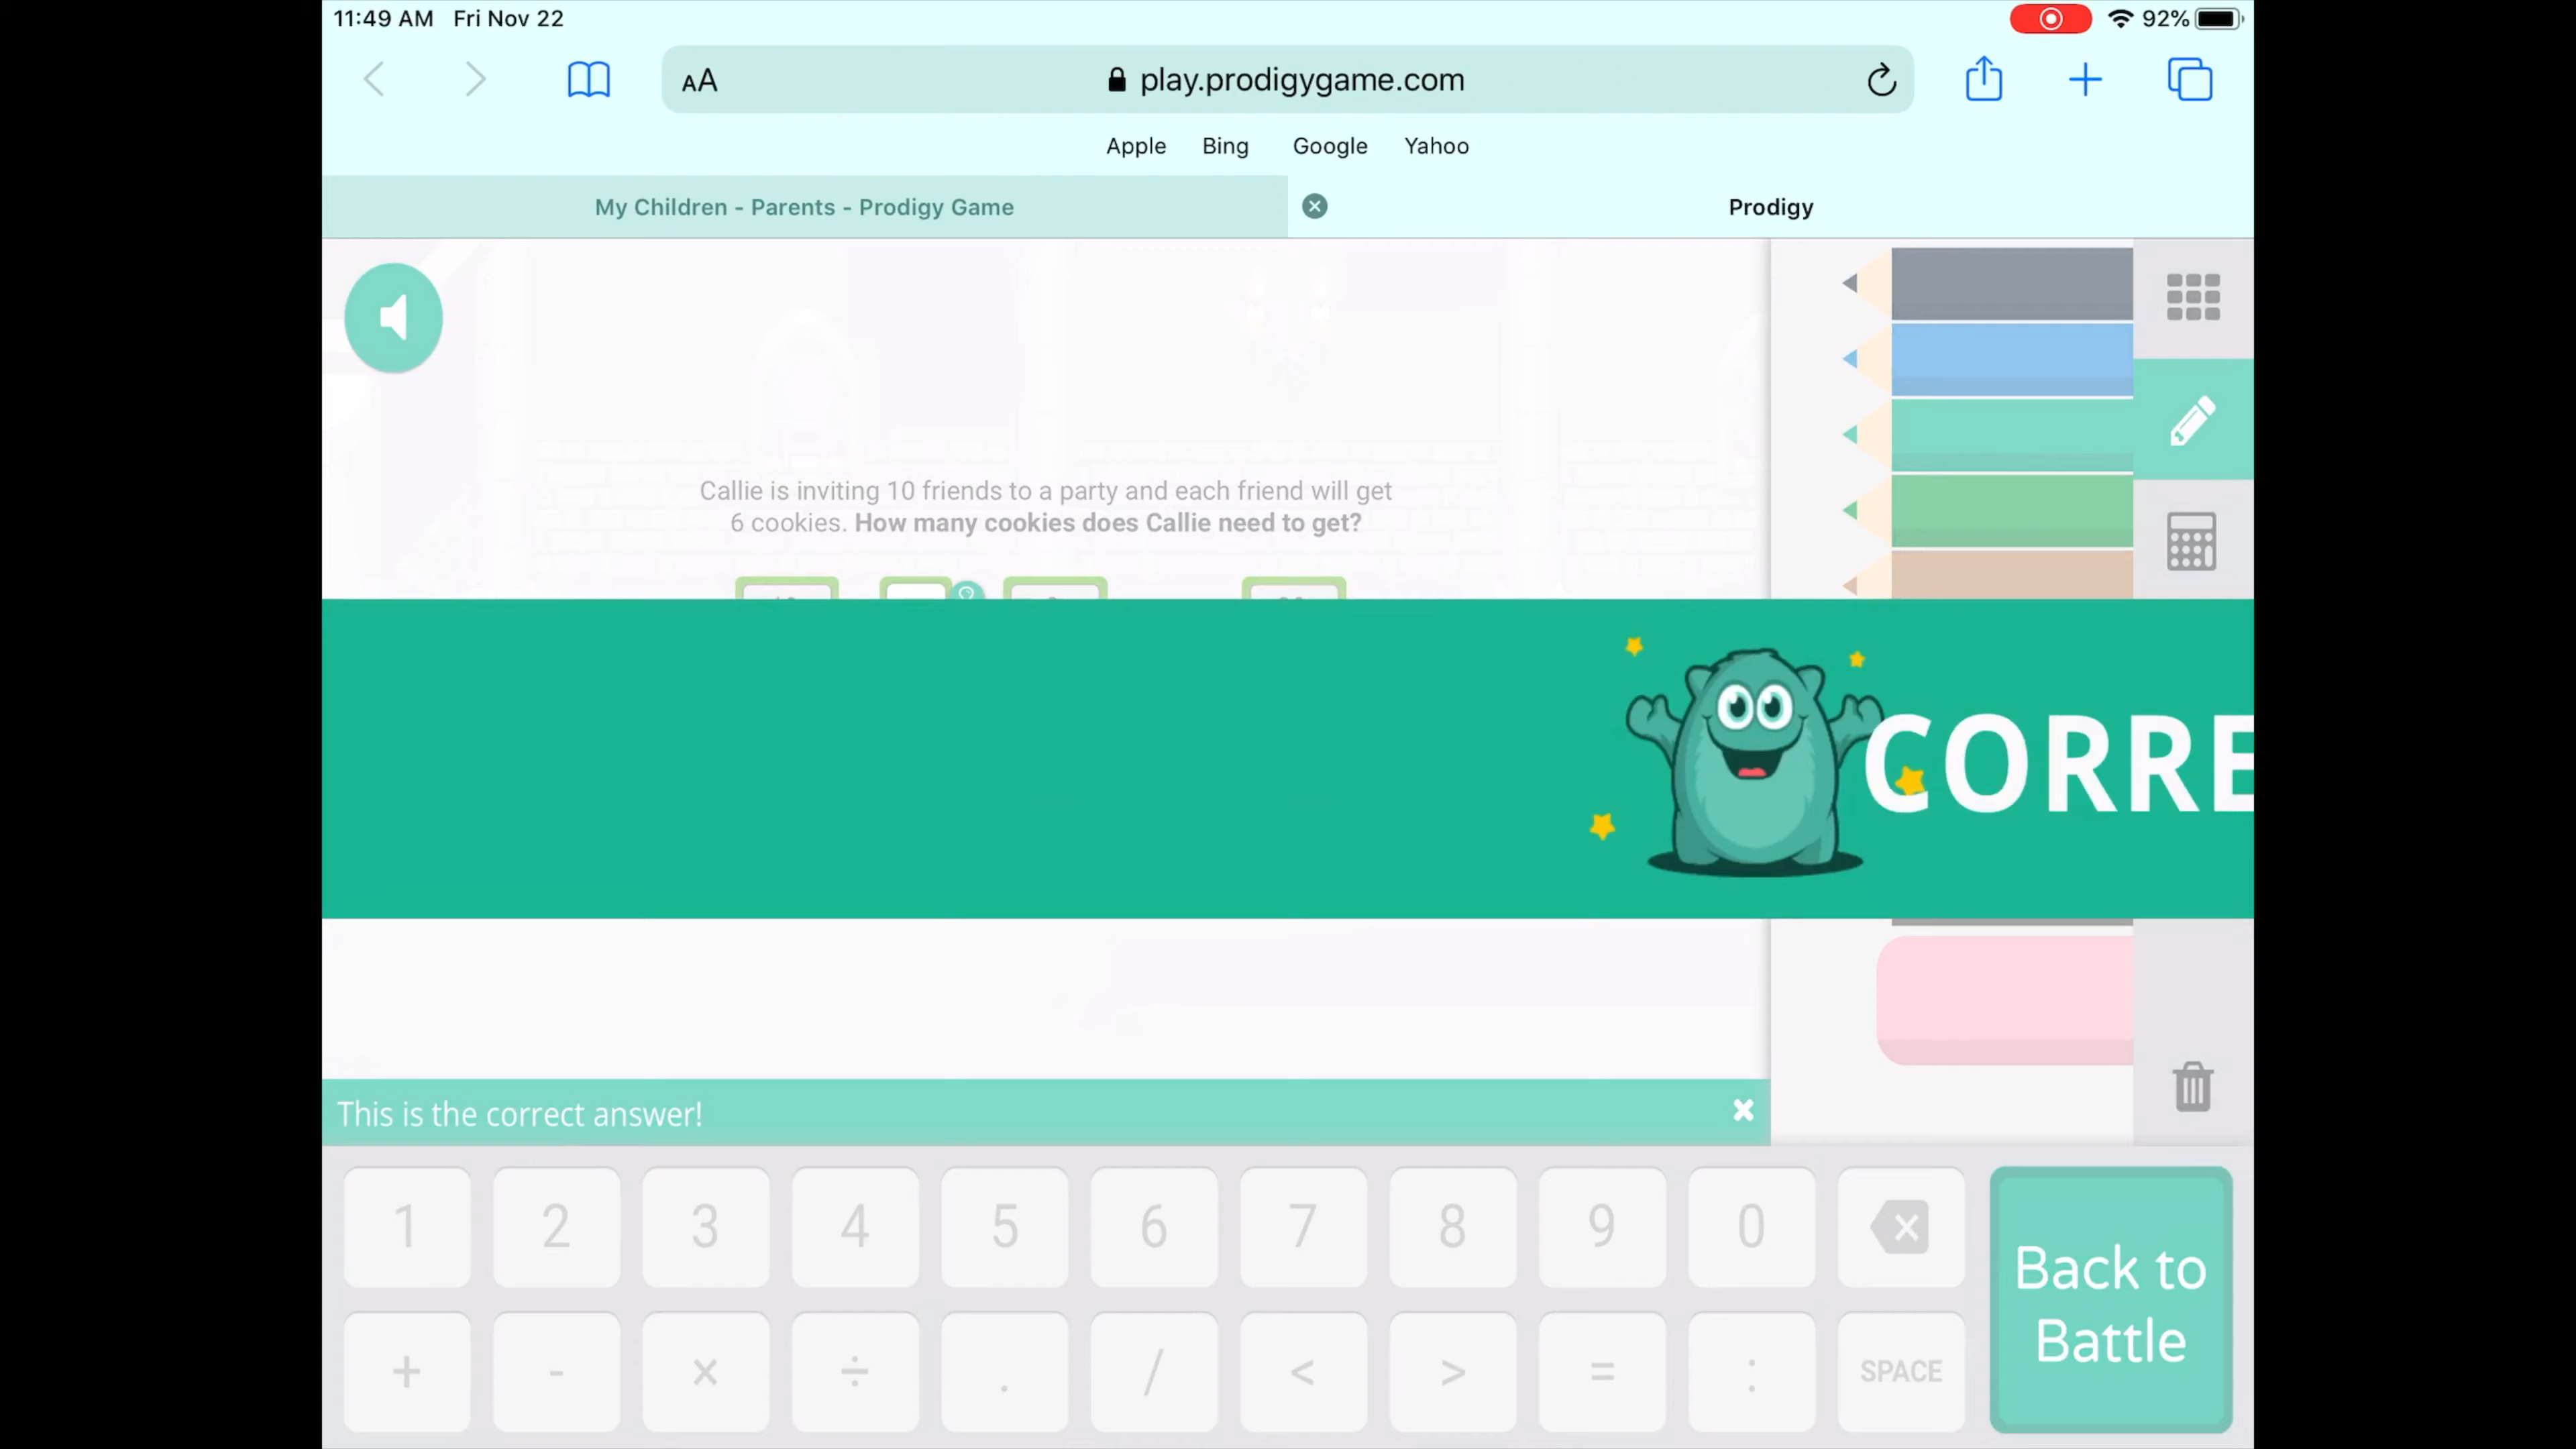 11:49 AM Fri Nov 22
92%
AA
play.prodigygame.com
Apple Bing Google Yahoo
My Children - Parents - Prodigy Game
Prodigy
Callie is inviting 10 friends to a party and each friend will get
6 cookies. How many cookies does Callie need to get?
CORRE
This is the correct answer!
1 2 3 4 5 6 7 8 9 0
+ - × ÷ . / < > = : SPACE
Back to
Battle